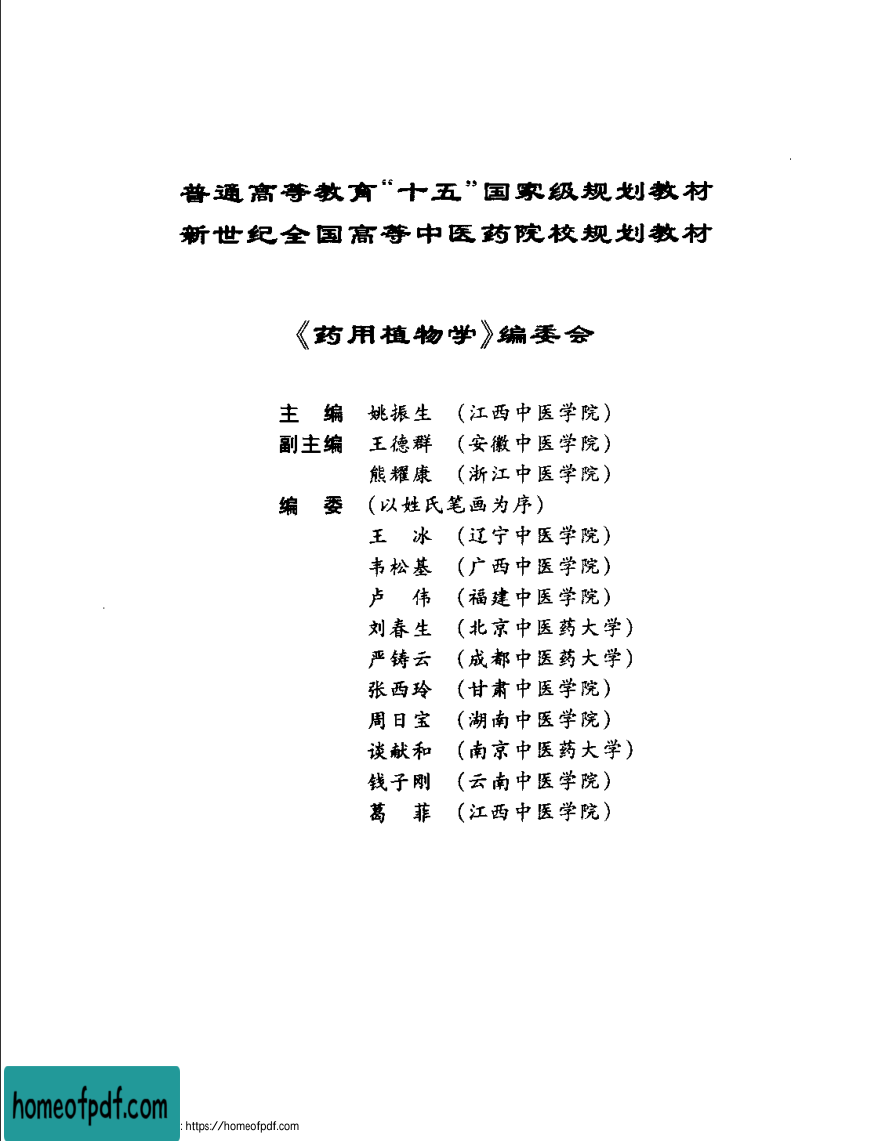 普通高等教育“十五”国家级规划教材
新世纪全国高等中医药院校规划教材
《药用植物学》编委会
主　编　姚振生　（江西中医学院）
副主编　王德群　（安徽中医学院）
熊耀康　（浙江中医学院）
编　委　（以姓氏笔画为序）
王　冰　（辽宁中医学院）
韦松基　（广西中医学院）
卢　伟　（福建中医学院）
刘春生　（北京中医药大学）
严铸云　（成都中医药大学）
张西玲　（甘肃中医学院）
周日宝　（湖南中医学院）
谈献和　（南京中医药大学）
钱子刚　（云南中医学院）
葛　菲　（江西中医学院）
homeofpdf.com
: https://homeofpdf.com